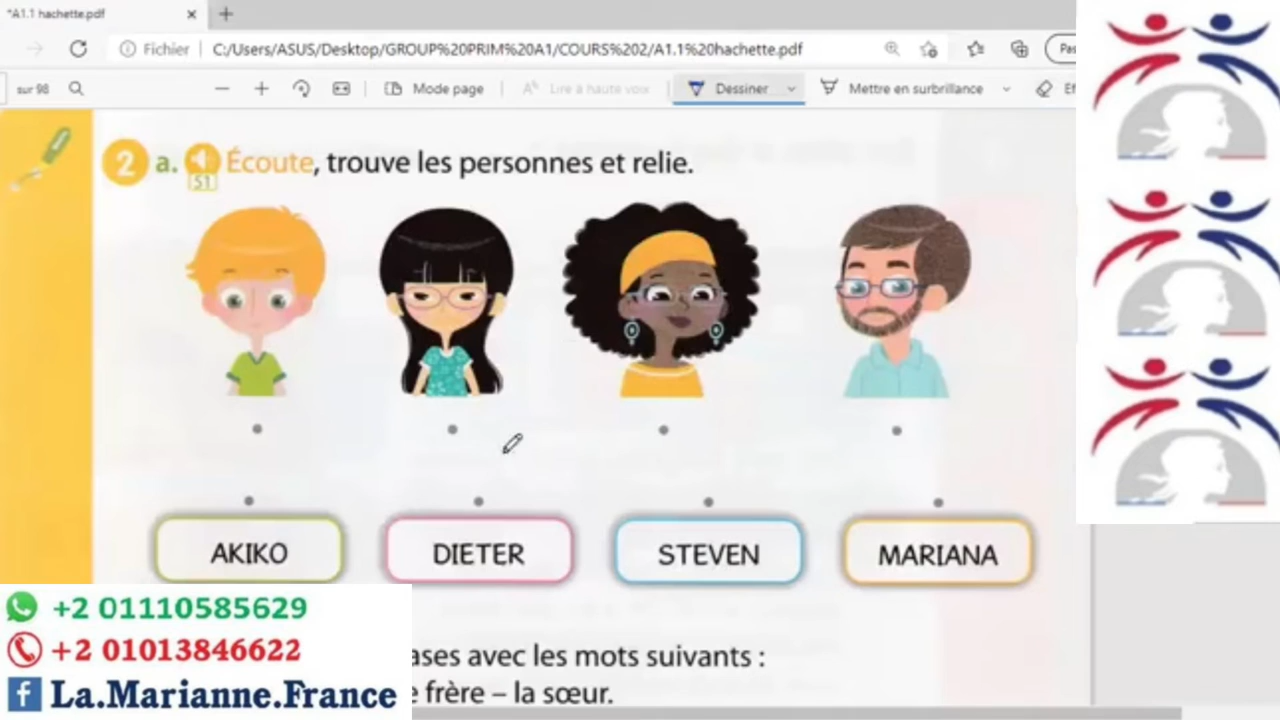 *A1.1 hachette.pdf
Fichier C:/Users/ASUS/Desktop/GROUP%20PRIM%20A1/COURS%202/A1.1%20hachette.pdf
sur 98 Mode page Lire à haute voix Dessiner Mettre en surbrillance
2 a. 51 Écoute, trouve les personnes et relie.
AKIKO DIETER STEVEN MARIANA
+2 01110585629
+2 01013846622
La.Marianne.France
avec les mots suivants :
frère – la sœur.